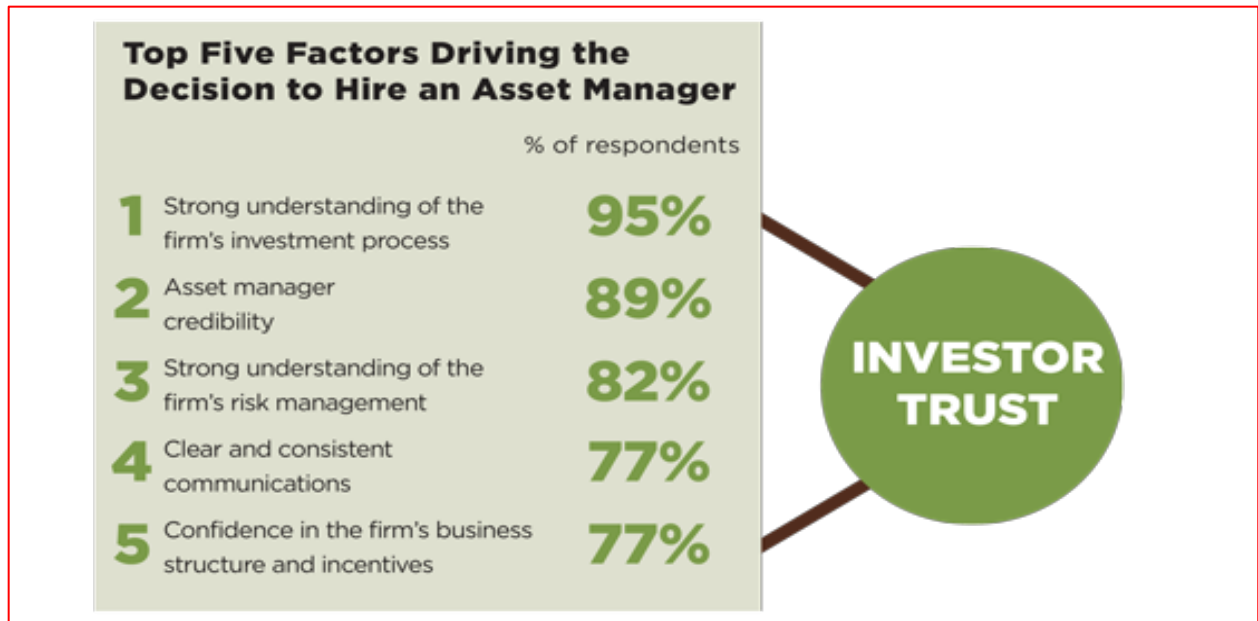 Top Five Factors Driving the
Decision to Hire an Asset Manager
% of respondents
1 Strong understanding of the
firm's investment process 95%
2 Asset manager
credibility 89%
3 Strong understanding of the
firm's risk management 82%
4 Clear and consistent
communications 77%
5 Confidence in the firm's business
structure and incentives 77%
INVESTOR
TRUST